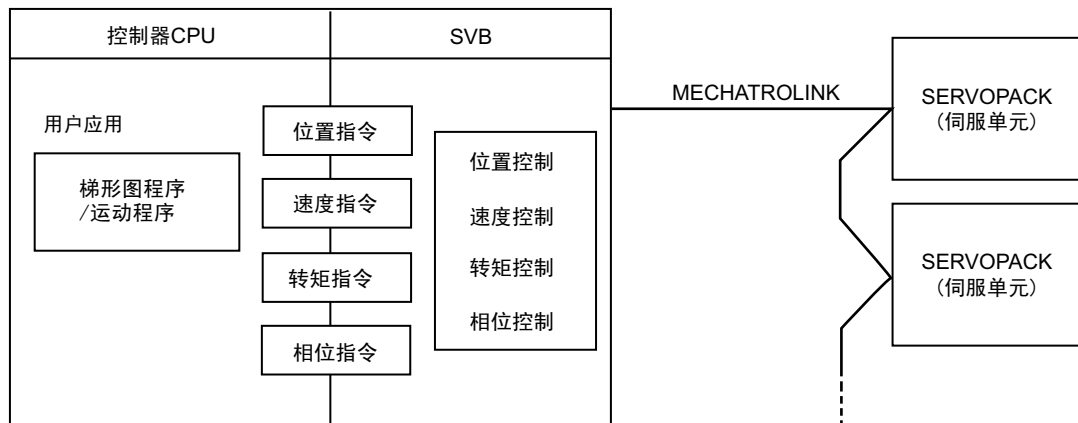 控制器CPU
SVB
用户应用
梯形图程序
/运动程序
位置指令
速度指令
转矩指令
相位指令
位置控制
速度控制
转矩控制
相位控制
MECHATROLINK
SERVOPACK
(伺服单元)
SERVOPACK
(伺服单元)